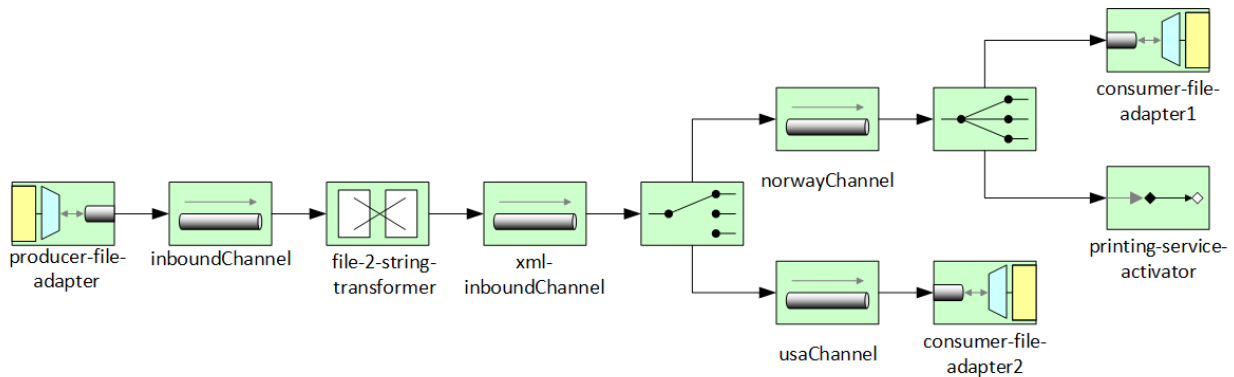 consumer-file-
adapter1
norwayChannel
producer-file-
adapter
inboundChannel
file-2-string-
transformer
xml-
inboundChannel
printing-service-
activator
usaChannel
consumer-file-
adapter2